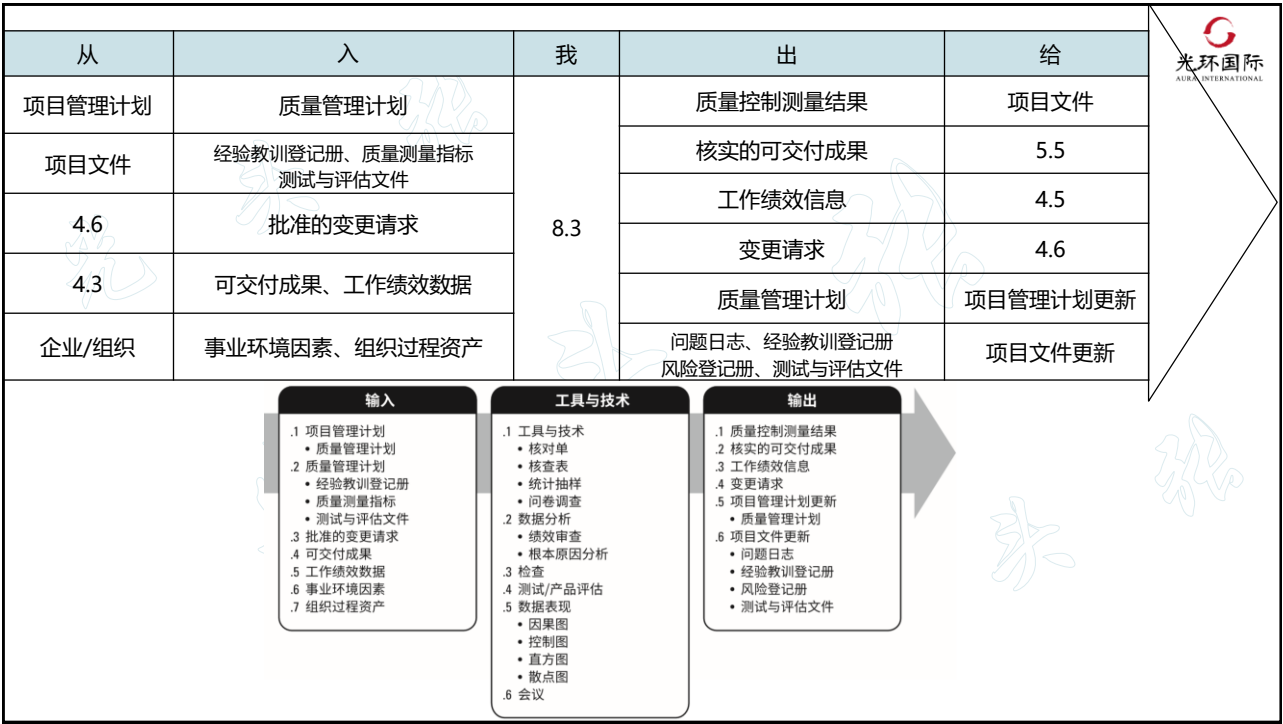 从 入 我 出 给
光环国际
AURA INTERNATIONAL
项目管理计划 质量管理计划
质量控制测量结果 项目文件
项目文件 经验教训登记册、质量测量指标
测试与评估文件
核实的可交付成果 5.5
4.6 批准的变更请求
工作绩效信息 4.5
8.3
变更请求 4.6
4.3 可交付成果、工作绩效数据
质量管理计划 项目管理计划更新
企业/组织 事业环境因素、组织过程资产
问题日志、经验教训登记册
风险登记册、测试与评估文件
项目文件更新
输入
.1 项目管理计划
• 质量管理计划
.2 质量管理计划
• 经验教训登记册
• 质量测量指标
• 测试与评估文件
.3 批准的变更请求
.4 可交付成果
.5 工作绩效数据
.6 事业环境因素
.7 组织过程资产
工具与技术
.1 工具与技术
• 核对单
• 核查表
• 统计抽样
• 问卷调查
.2 数据分析
• 绩效审查
• 根本原因分析
.3 检查
.4 测试/产品评估
.5 数据表现
• 因果图
• 控制图
• 直方图
• 散点图
.6 会议
输出
.1 质量控制测量结果
.2 核实的可交付成果
.3 工作绩效信息
.4 变更请求
.5 项目管理计划更新
• 质量管理计划
.6 项目文件更新
• 问题日志
• 经验教训登记册
• 风险登记册
• 测试与评估文件